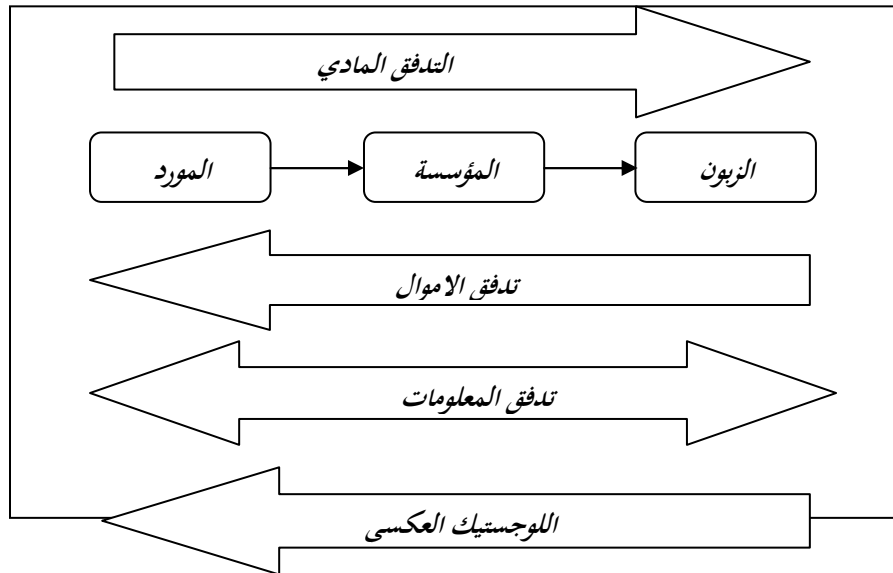 التدفق المادي
المورد
المؤسسة
الزبون
تدفق الاموال
تدفق المعلومات
اللوجستيك العكسي